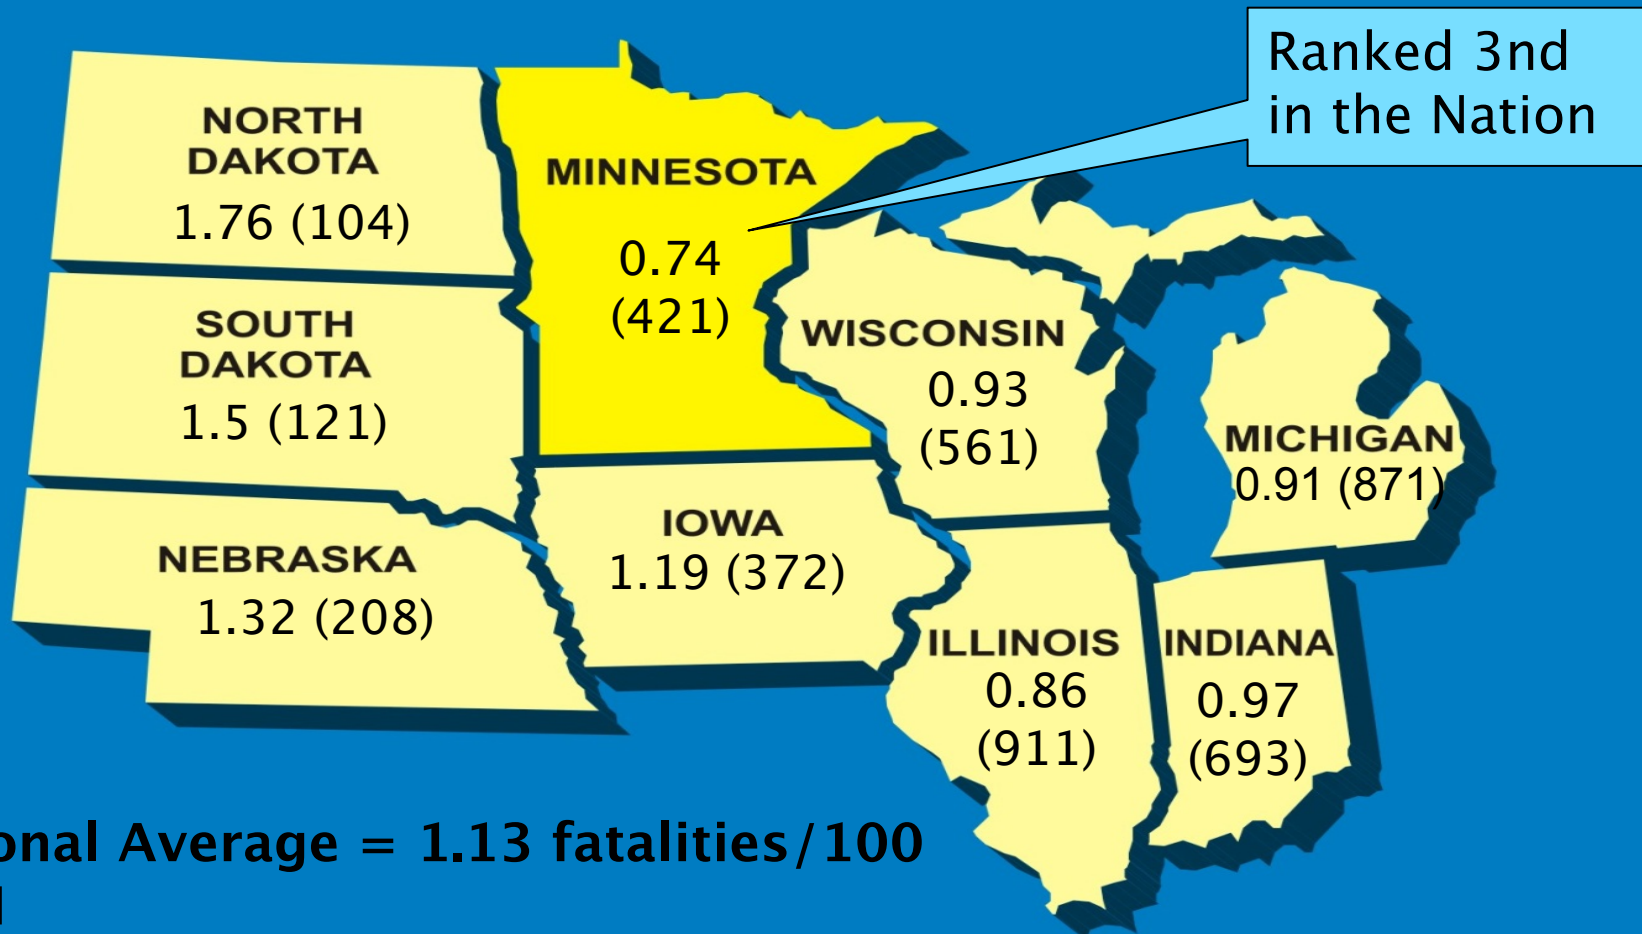 Ranked 3nd
in the Nation
NORTH
DAKOTA
1.76 (104)
MINNESOTA
0.74
(421)
SOUTH
DAKOTA
1.5 (121)
WISCONSIN
0.93
(561)
MICHIGAN
0.91 (871)
NEBRASKA
1.32 (208)
IOWA
1.19 (372)
ILLINOIS
0.86
(911)
INDIANA
0.97
(693)
onal Average = 1.13 fatalities/100